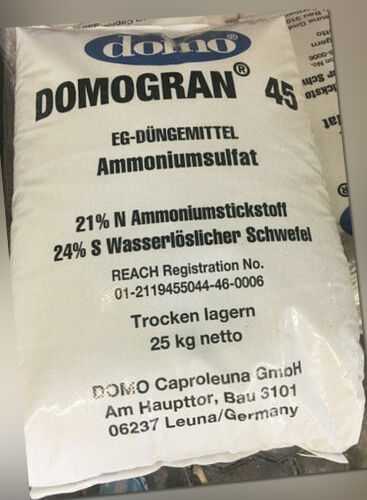 domo
DOMOGRAN® 45
EG-DÜNGEMITTEL
Ammoniumsulfat
21% N Ammoniumstickstoff
24% S Wasserlöslicher Schwefel
REACH Registration No.
01-2119455044-46-0006
Trocken lagern
25 kg netto
DOMO Caproleuna GmbH
Am Haupttor, Bau 3101
06237 Leuna/Germany